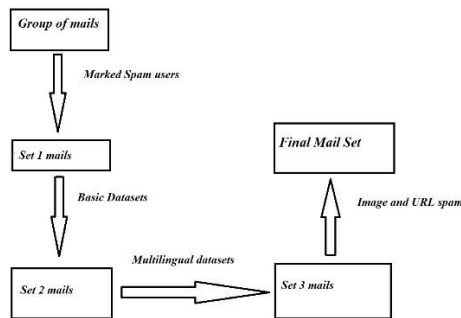 Group of mails
Marked Spam users
Set 1 mails
Basic Datasets
Set 2 mails
Multilingual datasets
Set 3 mails
Image and URL spam
Final Mail Set